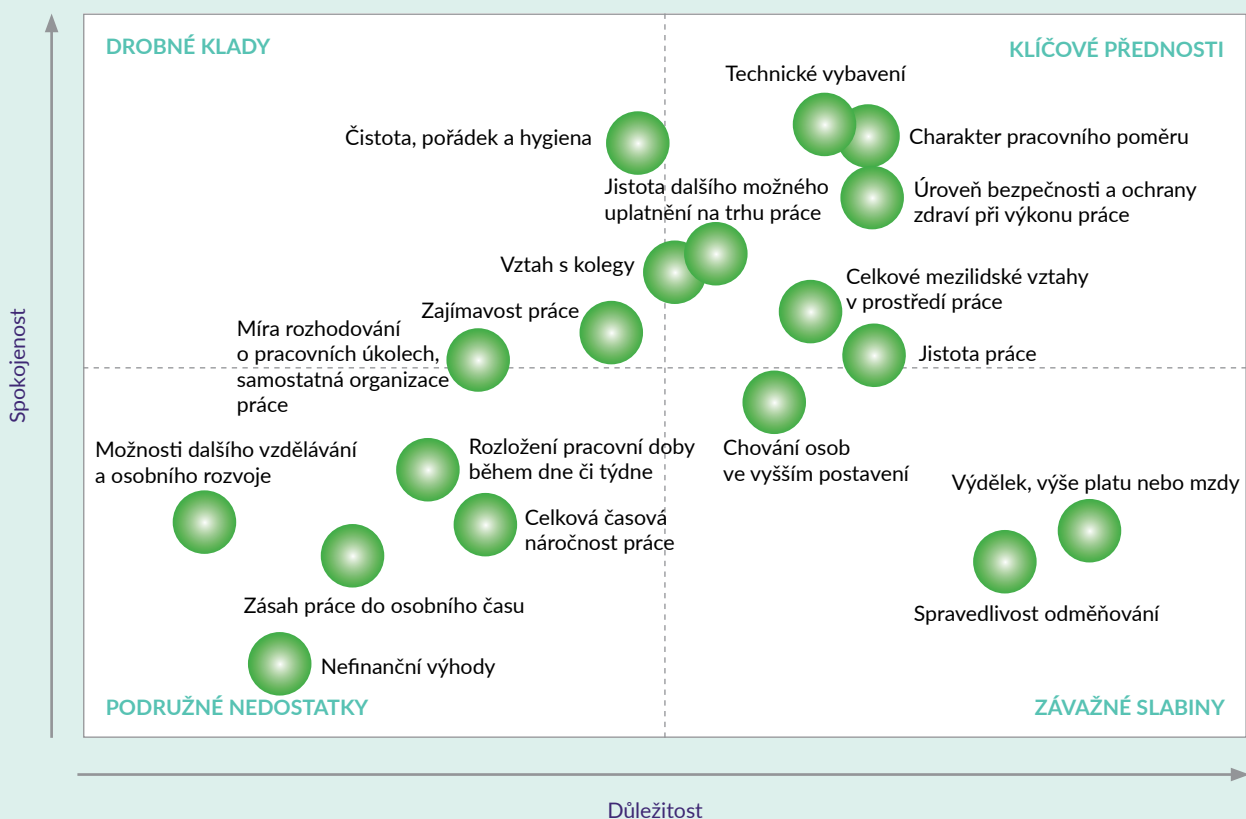 DROBNÉ KLADY
KLÍČOVÉ PŘEDNOSTI
Technické vybavení
Čistota, pořádek a hygiena
Charakter pracovního poměru
Jistota dalšího možného
uplatnění na trhu práce
Úroveň bezpečnosti a ochrany
zdraví při výkonu práce
Vztah s kolegy
Celkové mezilidské vztahy
v prostředí práce
Zajímavost práce
Míra rozhodování
o pracovních úkolech,
samostatná organizace
práce
Jistota práce
Spokojenost
Možnosti dalšího vzdělávání
a osobního rozvoje
Rozložení pracovní doby
během dne či týdne
Chování osob
ve vyšším postavení
Výdělek, výše platu nebo mzdy
Celková časová
náročnost práce
Zásah práce do osobního času
Spravedlivost odměňování
Nefinanční výhody
PODRUŽNÉ NEDOSTATKY
ZÁVAŽNÉ SLABINY
Důležitost